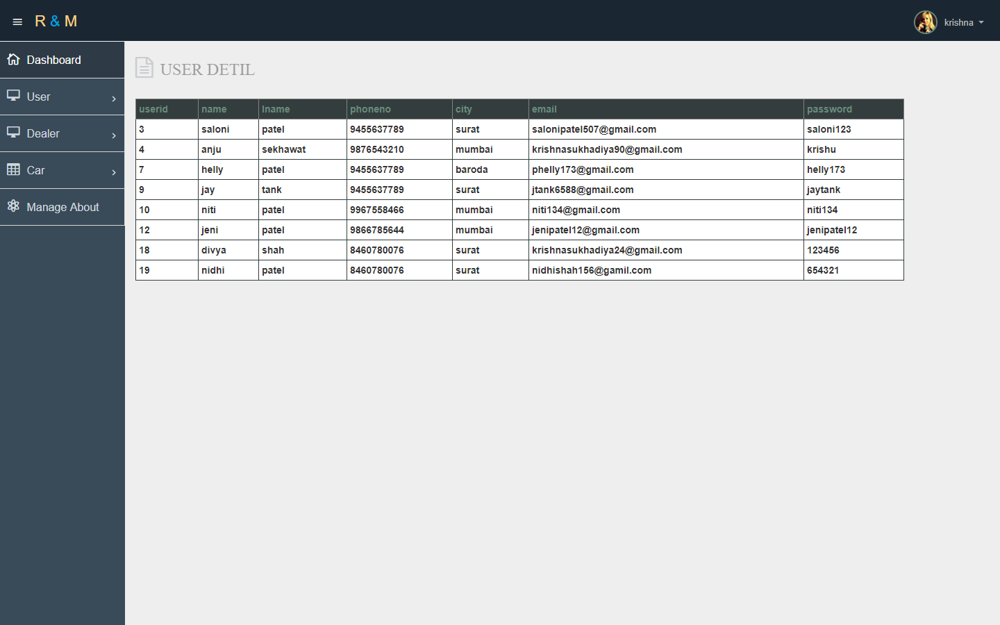 R & M
krishna
Dashboard
User
Dealer
Car
Manage About
USER DETIL
userid name lname phoneno city email password
3 saloni patel 9455637789 surat salonipatel507@gmail.com saloni123
4 anju sekhawat 9876543210 mumbai krishnasukhadiya90@gmail.com krishu
7 helly patel 9455637789 baroda phelly173@gmail.com helly173
9 jay tank 9455637789 surat jtank6588@gmail.com jaytank
10 niti patel 9967558466 mumbai niti134@gmail.com niti134
12 jeni patel 9866785644 mumbai jenipatel12@gmail.com jenipatel12
18 divya shah 8460780076 surat krishnasukhadiya24@gmail.com 123456
19 nidhi patel 8460780076 surat nidhishah156@gamil.com 654321